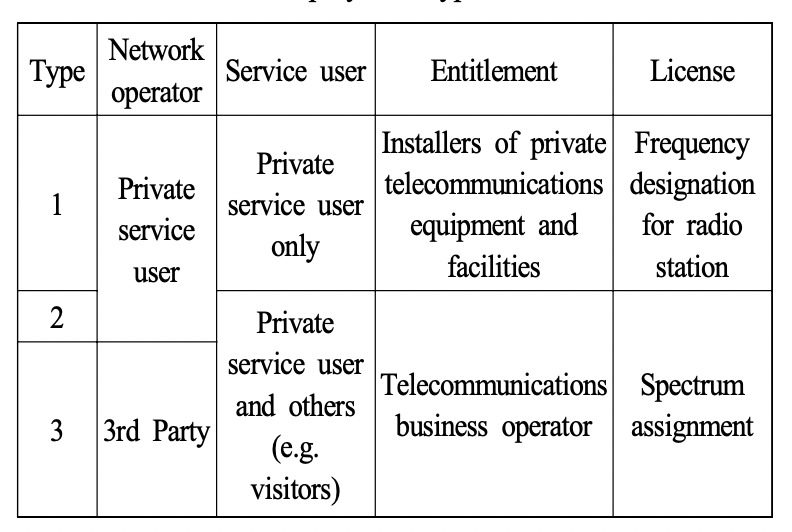 Type
Network
operator
Service user
Entitlement
License
1
Private
service
user
Private
service user
only
Installers of private
telecommunications
equipment and
facilities
Frequency
designation
for radio
station
2
Private
service user
and others
(e.g.
visitors)
Telecommunications
business operator
Spectrum
assignment
3
3rd Party